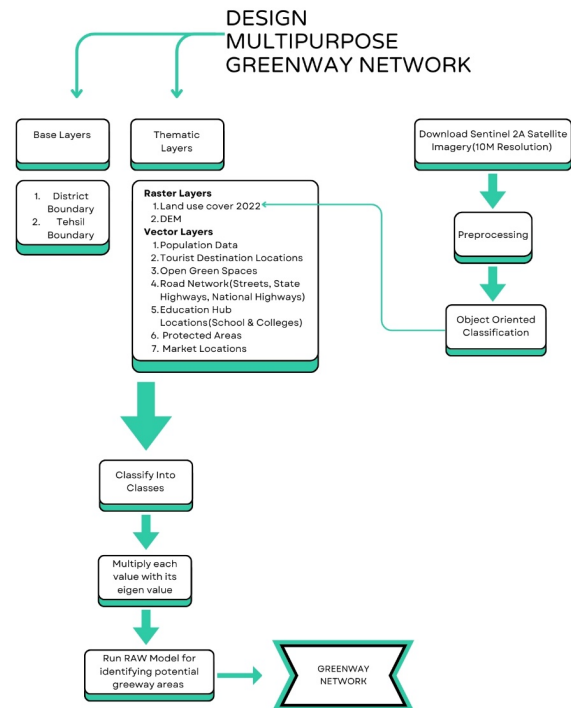 DESIGN
MULTIPURPOSE
GREENWAY NETWORK
Base Layers
Thematic
Layers
Download Sentinel 2A Satellite
Imagery(10M Resolution)
1. District
Boundary
2. Tehsil
Boundary
Raster Layers
1.Land use cover 2022
2.DEM
Vector Layers
1.Population Data
2.Tourist Destination Locations
3.Open Green Spaces
4.Road Network(Streets, State
Highways, National Highways)
5.Education Hub
Locations(School & Colleges)
6. Protected Areas
7. Market Locations
Preprocessing
Object Oriented
Classification
Classify Into
Classes
Multiply each
value with its
eigen value
Run RAW Model for
identifying potential
greeway areas
GREENWAY
NETWORK